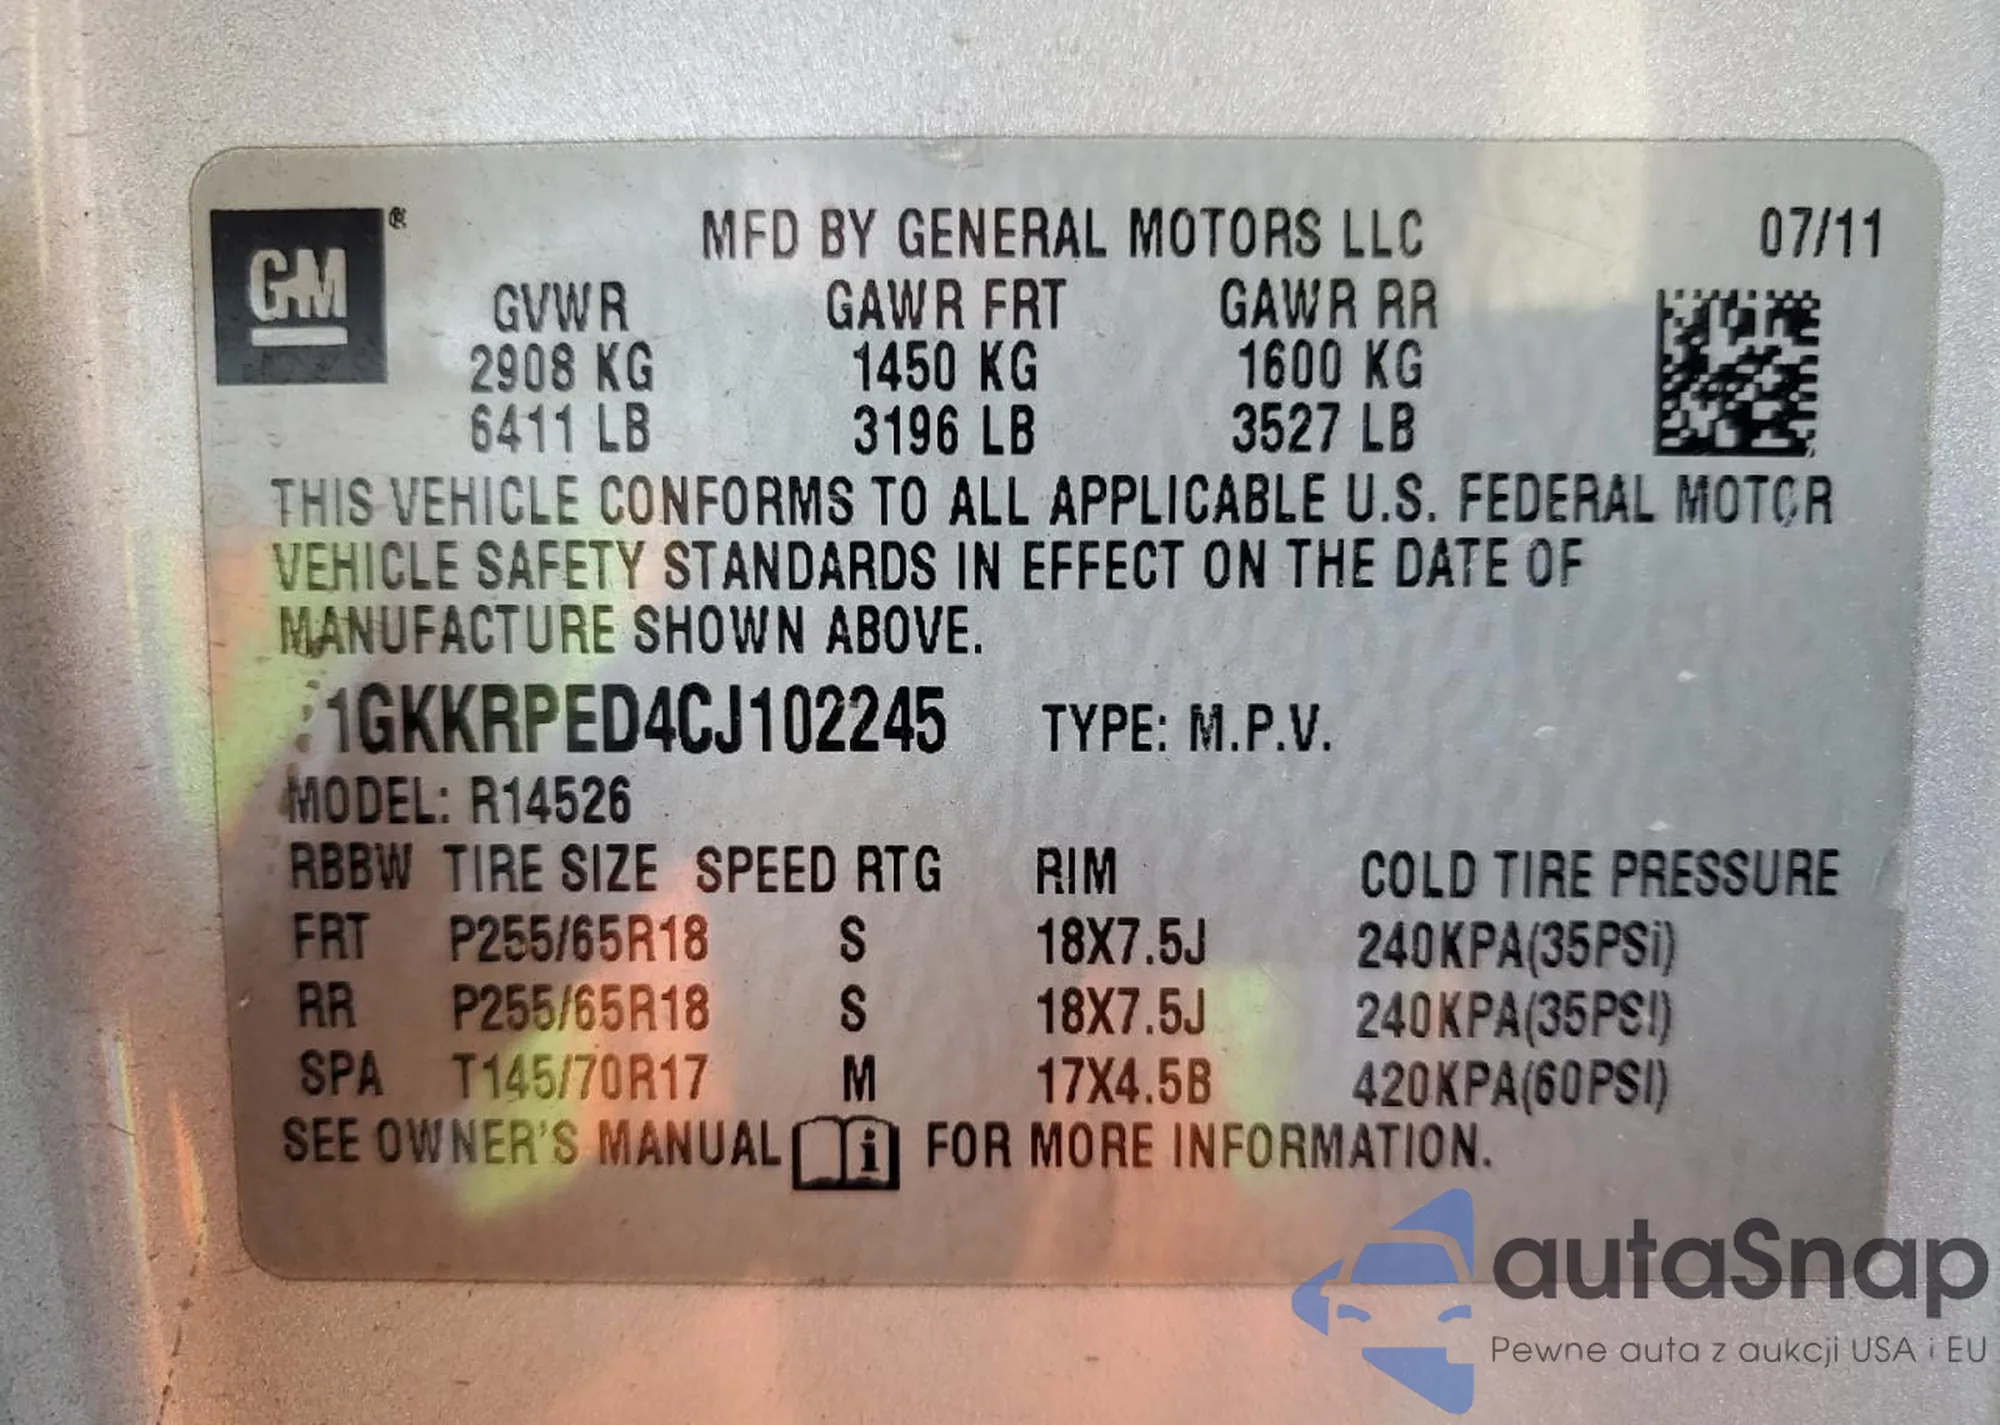 GM®
MFD BY GENERAL MOTORS LLC 07/11
GVWR GAWR FRT GAWR RR
2908 KG 1450 KG 1600 KG
6411 LB 3196 LB 3527 LB
THIS VEHICLE CONFORMS TO ALL APPLICABLE U.S. FEDERAL MOTOR
VEHICLE SAFETY STANDARDS IN EFFECT ON THE DATE OF
MANUFACTURE SHOWN ABOVE.
1GKKRPED4CJ102245 TYPE: M.P.V.
MODEL: R14526
RBBW TIRE SIZE SPEED RTG RIM COLD TIRE PRESSURE
FRT P255/65R18 S 18X7.5J 240KPA(35PSI)
RR P255/65R18 S 18X7.5J 240KPA(35PSI)
SPA T145/70R17 M 17X4.5B 420KPA(60PSI)
SEE OWNER'S MANUAL i FOR MORE INFORMATION.
autaSnap
Pewne auta z aukcji USA i EU